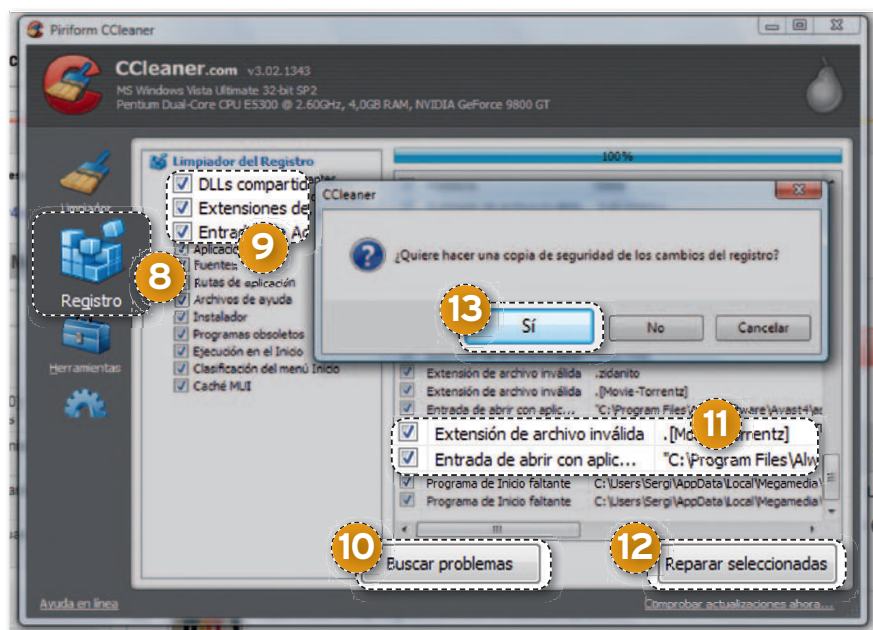 Piriform CCleaner
CCleaner.com v3.02.1343
MS Windows Vista Ultimate 32-bit SP2
Pentium Dual-Core CPU E5300 @ 2.60GHz, 4,0GB RAM, NVIDIA GeForce 9800 GT
Limpiador
8
Registro
Herramientas
Limpiador del Registro
DLLs compartid
Extensiones de
Entrad
9
Aplicacio
Fuente
Rutas de aplicación
Archivos de ayuda
Instalador
Programas obsoletos
Ejecución en el Inicio
Clasificación del menú Inicio
Caché MUI
100%
CCleaner
¿Quiere hacer una copia de seguridad de los cambios del registro?
13
Sí
No
Cancelar
Extensión de archivo inválida .zidanito
Extensión de archivo inválida .[Movie-Torrentz]
Entrada de abrir con aplic... "C:\Program Files\
11
Extensión de archivo inválida .[Mo rrentz]
Entrada de abrir con aplic... "C:\Program Files\Alw
Programa de Inicio faltante C:\Users\Sergi\AppData\Local\Megamedia\
Programa de Inicio faltante C:\Users\Sergi\AppData\Local\Megamedia\
10
Buscar problemas
12
Reparar seleccionadas
Ayuda en línea
Comprobar actualizaciones ahora...